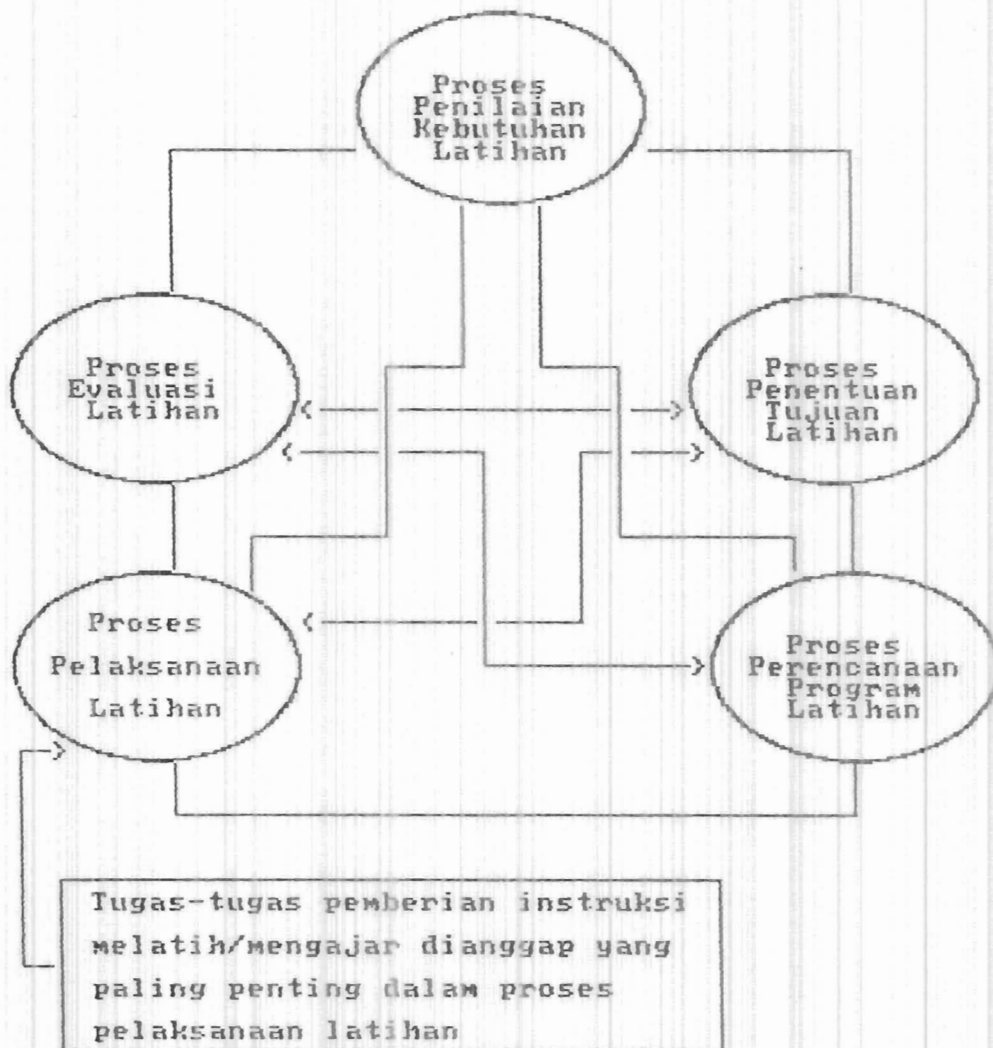 Proses
Penilaian
Kebutuhan
Latihan
Proses
Evaluasi
Latihan
Proses
Penentuan
Tujuan
Latihan
Proses
Pelaksanaan
Latihan
Proses
Perencanaan
Program
Latihan
Tugas-tugas pemberian instruksi
melatih/mengajar dianggap yang
paling penting dalam proses
pelaksanaan latihan